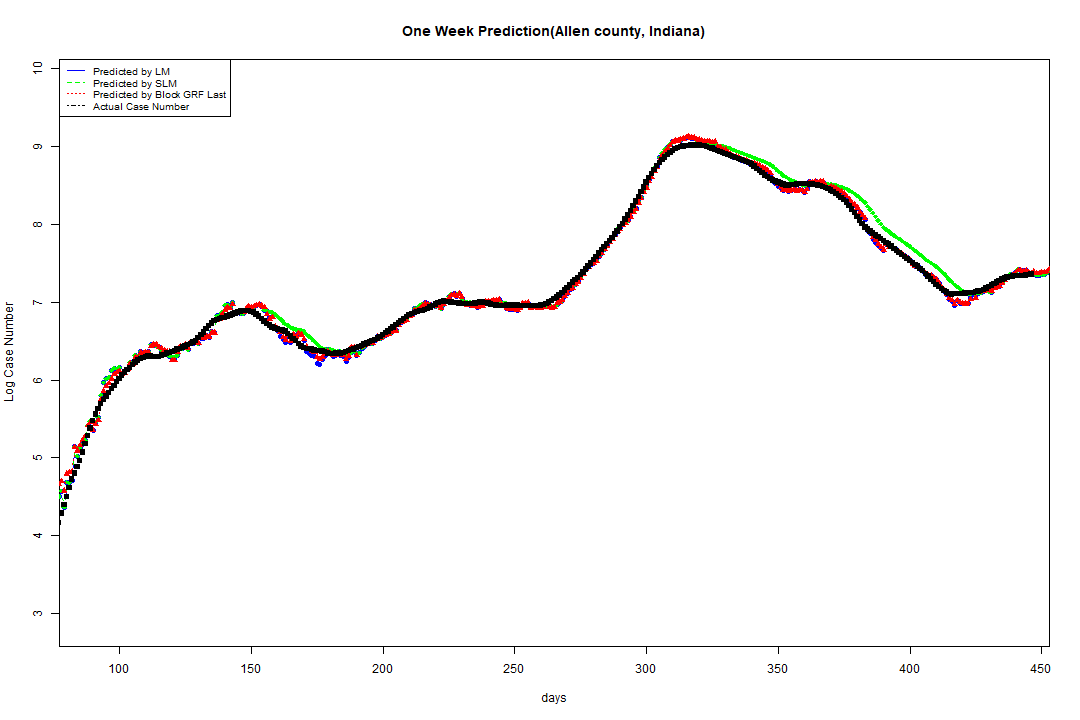 One Week Prediction(Allen county, Indiana)
Predicted by LM
Predicted by SLM
Predicted by Block GRF Last
Actual Case Number
10
9
8
7
6
5
4
3
Log Case Number
100 150 200 250 300 350 400 450
days